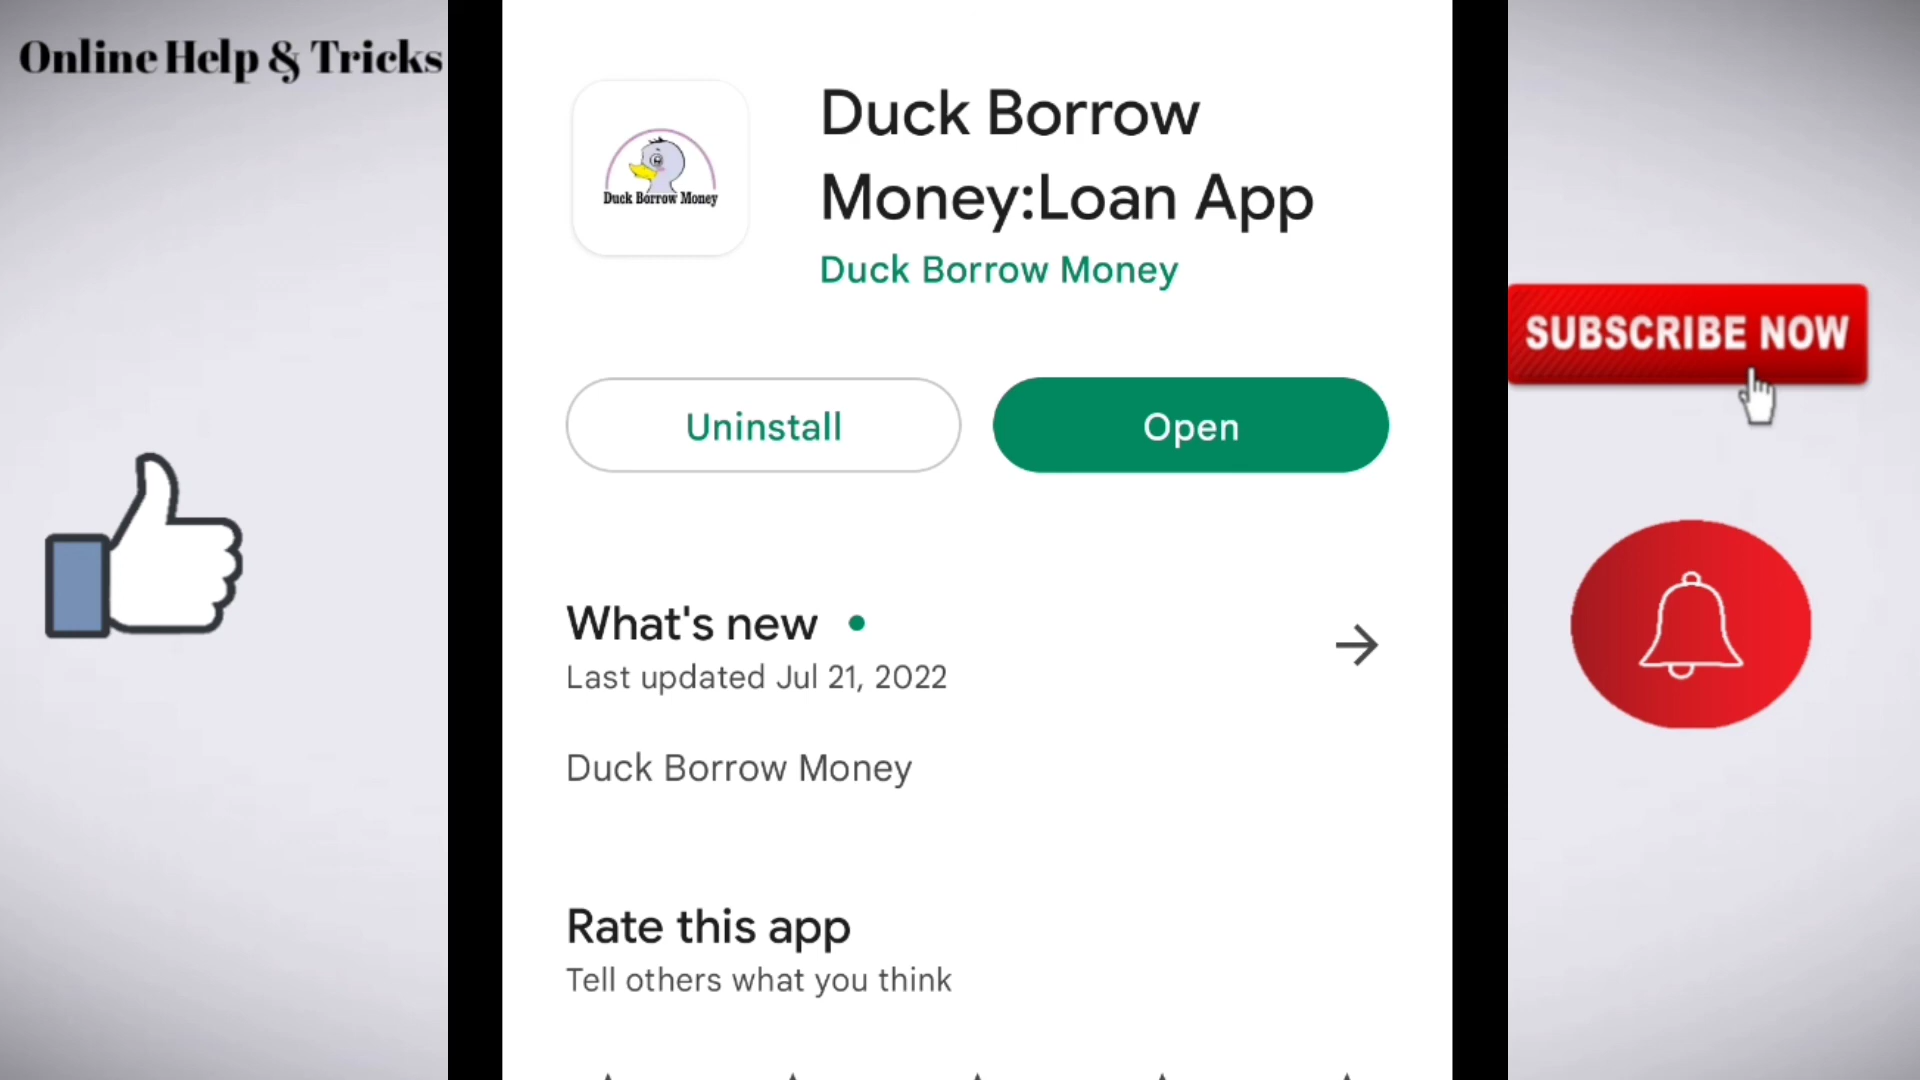 Online Help & Tricks
Duck Borrow
Money:Loan App
Duck Borrow Money
Duck Borrow Money
Uninstall
Open
SUBSCRIBE NOW
What's new
Last updated Jul 21, 2022
Duck Borrow Money
Rate this app
Tell others what you think